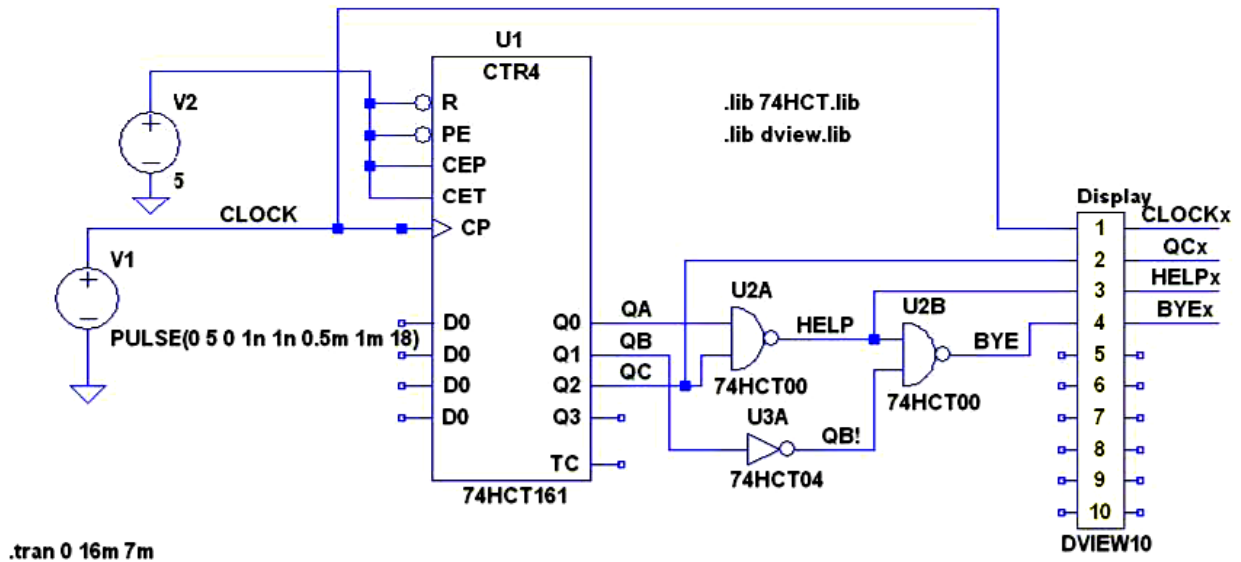 U1
CTR4
V2
5
R
PE
CEP
CET
CP
CLOCK
V1
PULSE(0 5 0 1n 1n 0.5m 1m 18)
D0
D0
D0
D0
Q0
Q1
Q2
Q3
TC
74HCT161
.lib 74HCT.lib
.lib dview.lib
QA
QB
QC
U2A
74HCT00
HELP
U3A
74HCT04
QB!
U2B
74HCT00
BYE
Display
1
2
3
4
5
6
7
8
9
10
DVIEW10
CLOCKx
QCx
HELPx
BYEx
.tran 0 16m 7m